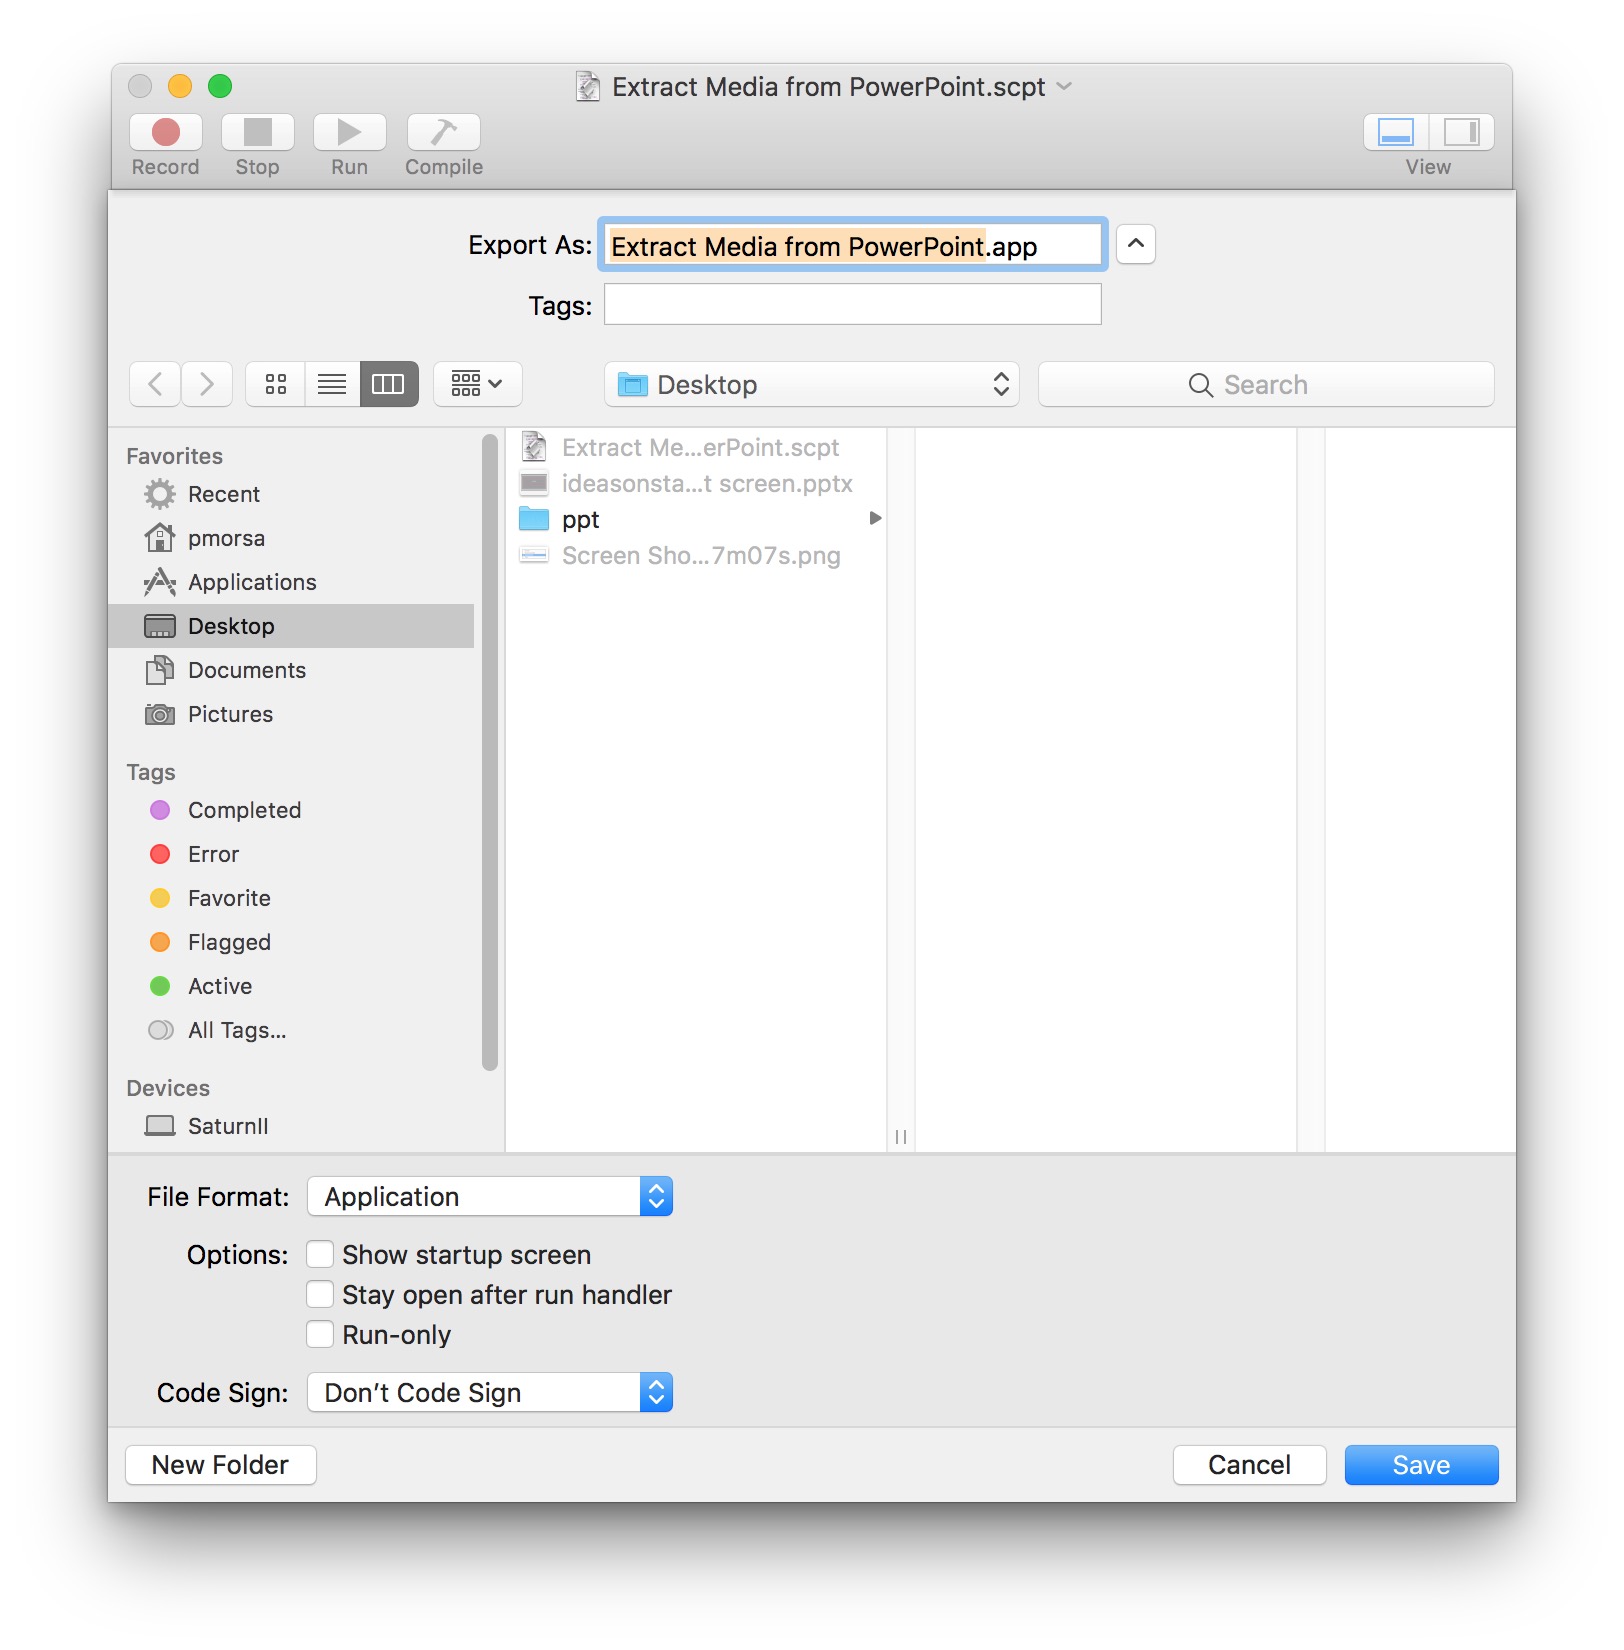 Extract Media from PowerPoint.scpt
Record
Stop
Run
Compile
View
Export As:
Extract Media from PowerPoint.app
Tags:
Desktop
Search
Favorites
Recent
pmorsa
Applications
Desktop
Documents
Pictures
Tags
Completed
Error
Favorite
Flagged
Active
All Tags...
Devices
SaturnII
Extract Me...erPoint.scpt
ideasonsta...t screen.pptx
ppt
Screen Sho...7m07s.png
File Format:
Application
Options:
Show startup screen
Stay open after run handler
Run-only
Code Sign:
Don’t Code Sign
New Folder
Cancel
Save